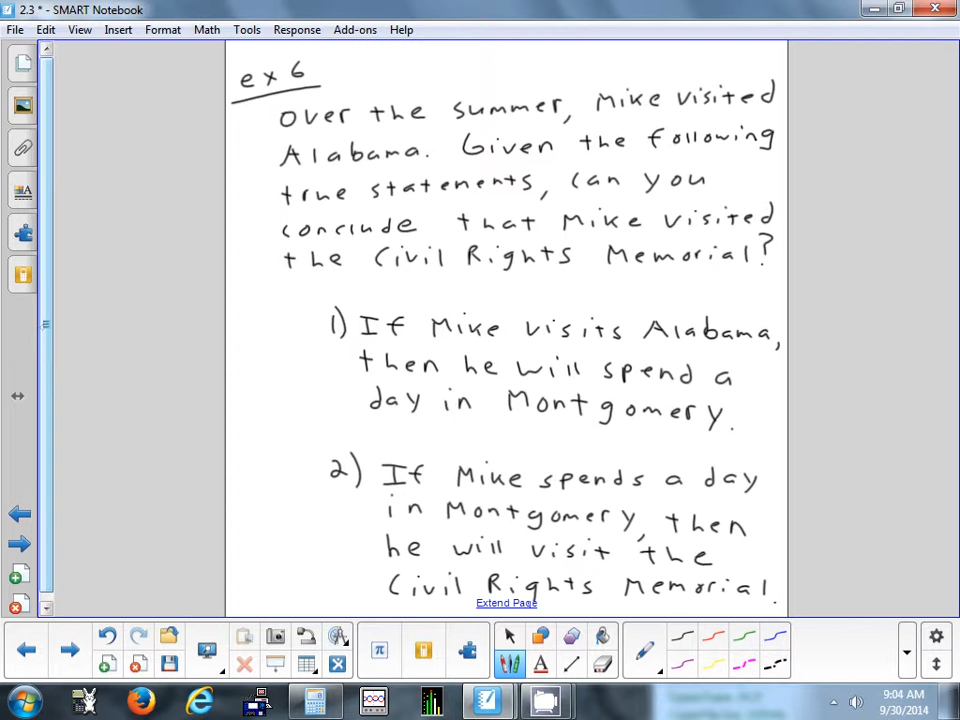 2.3 * - SMART Notebook
File Edit View Insert Format Math Tools Response Add-ons Help
ex 6
Over the summer, Mike visited
Alabama. Given the following
true statements, can you
conclude that Mike visited
the Civil Rights Memorial?
1) If Mike visits Alabama,
then he will spend a
day in Montgomery.
2) If Mike spends a day
in Montgomery, then
he will visit the
Civil Rights Memorial.
Extend Page
9:04 AM
9/30/2014